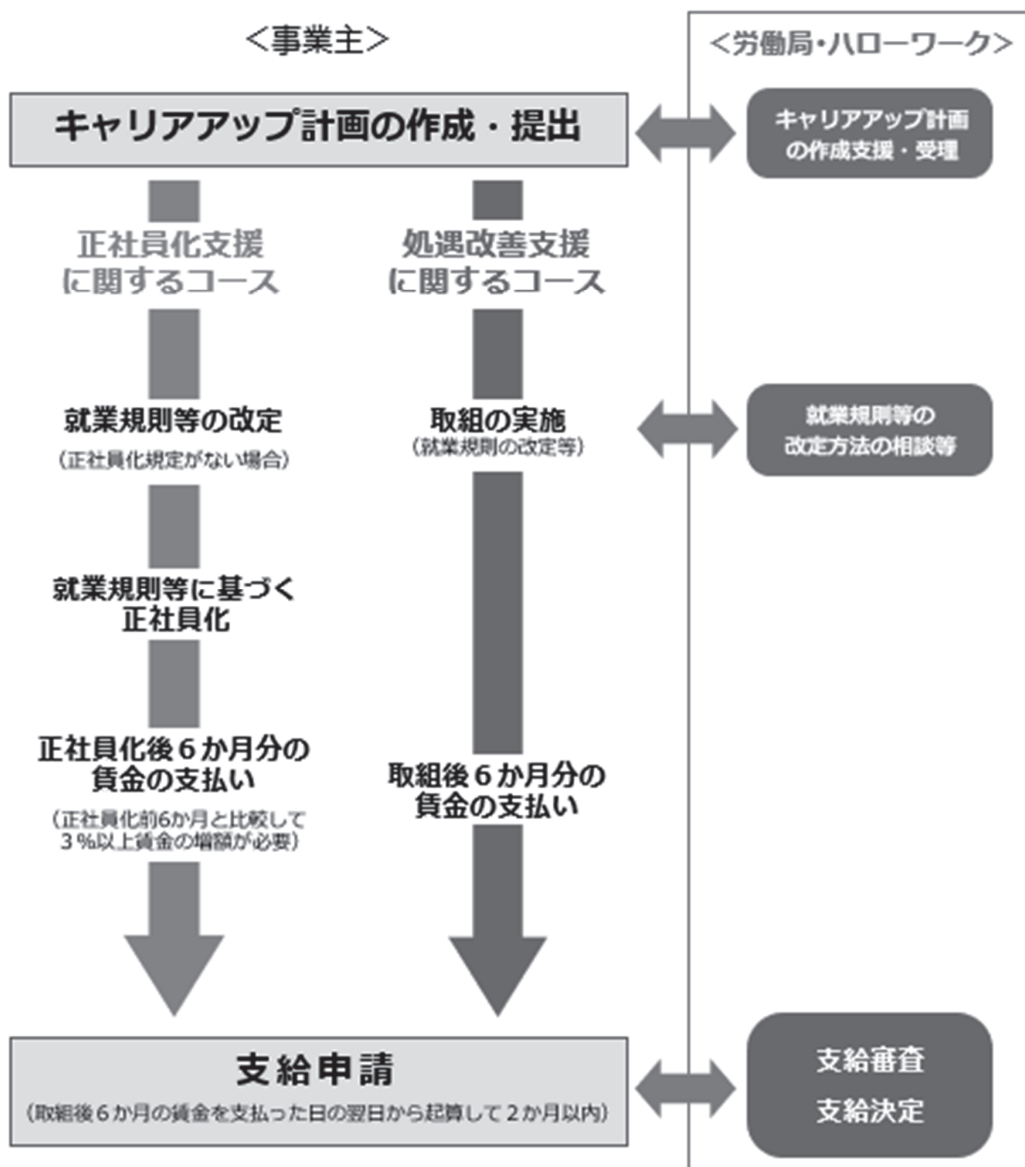 <事業主>
<労働局・ハローワーク>
キャリアアップ計画の作成・提出
キャリアアップ計画
の作成支援・受理
正社員化支援
に関するコース
処遇改善支援
に関するコース
就業規則等の改定
（正社員化規定がない場合）
取組の実施
（就業規則の改定等）
就業規則等の
改定方法の相談等
就業規則等に基づく
正社員化
正社員化後６か月分の
賃金の支払い
（正社員化前6か月と比較して
３％以上賃金の増額が必要）
取組後６か月分の
賃金の支払い
支給申請
（取組後６か月の賃金を支払った日の翌日から起算して２か月以内）
支給審査
支給決定